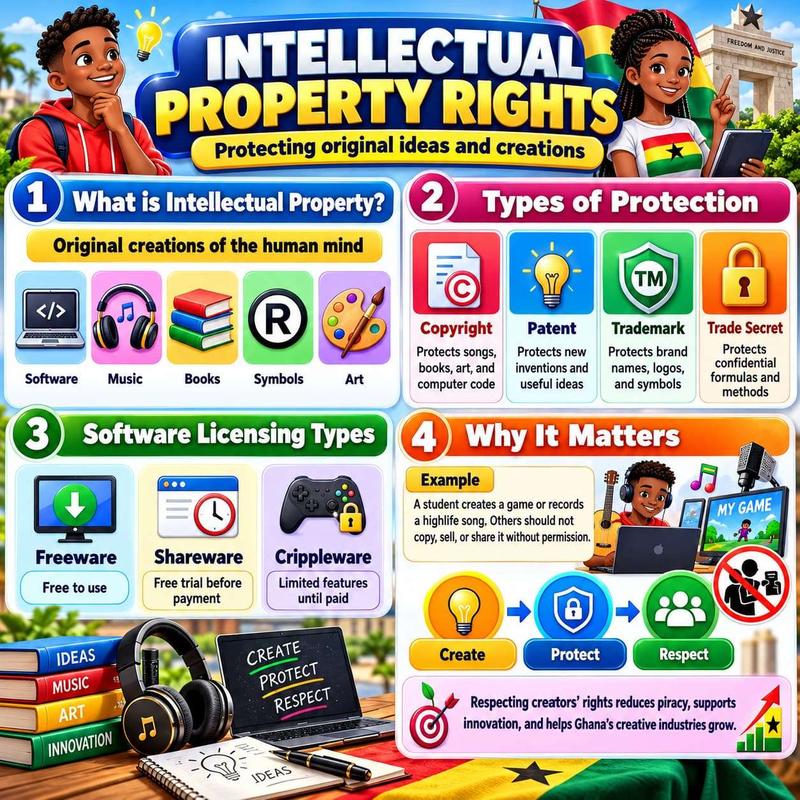 INTELLECTUAL
PROPERTY RIGHTS
Protecting original ideas and creations
FREEDOM AND JUSTICE
1 What is Intellectual Property?
Original creations of the human mind
</>
R
Software
Music
Books
Symbols
Art
2 Types of Protection
C
TM
Copyright
Protects songs,
books, art, and
computer code
Patent
Protects new
inventions and
useful ideas
Trademark
Protects brand
names, logos,
and symbols
Trade Secret
Protects
confidential
formulas and
methods
3 Software Licensing Types
Freeware
Free to use
Shareware
Free trial before
payment
Crippleware
Limited features
until paid
4 Why It Matters
Example
A student creates a game or records
a highlife song. Others should not
copy, sell, or share it without permission.
MY GAME
Create
Protect
Respect
Respecting creators' rights reduces piracy, supports
innovation, and helps Ghana's creative industries grow.
IDEAS
MUSIC
ART
INNOVATION
CREATE
PROTECT
RESPECT
IDEAS